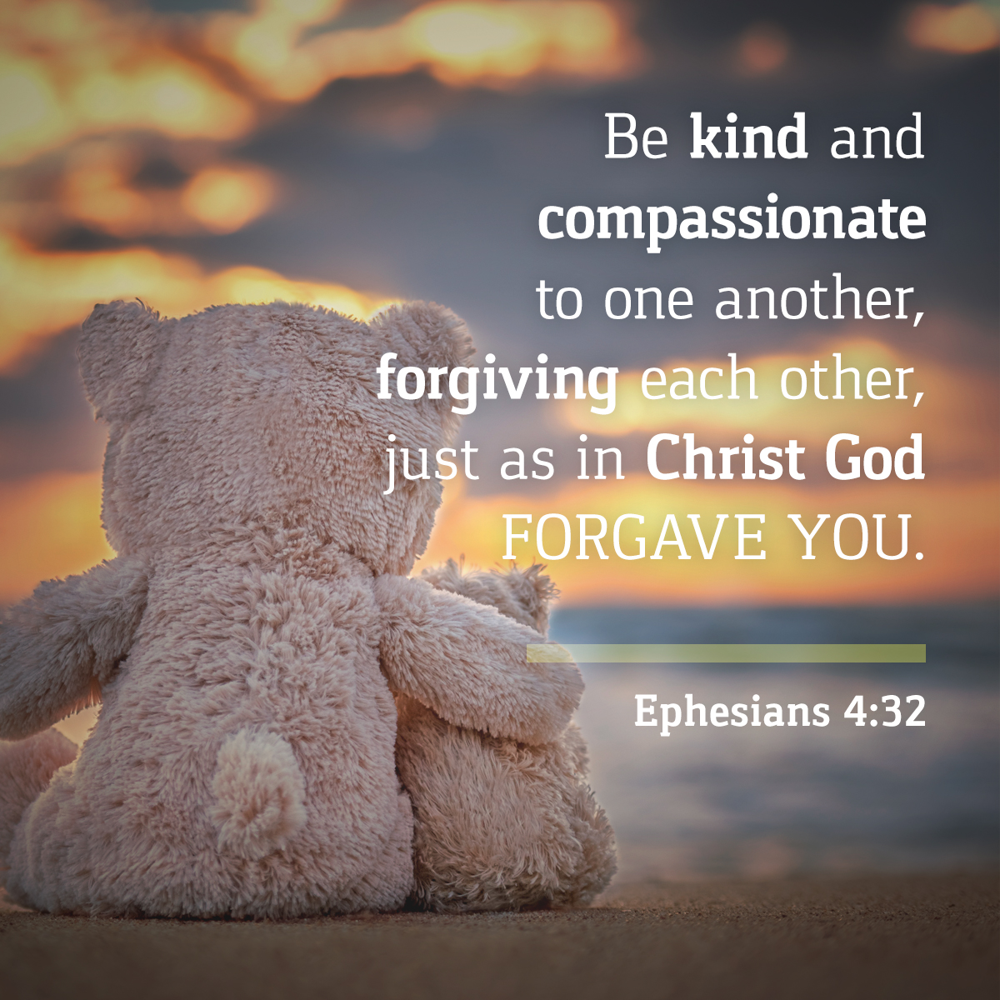 Be kind and
compassionate
to one another,
forgiving each other,
just as in Christ God
FORGAVE YOU.
Ephesians 4:32